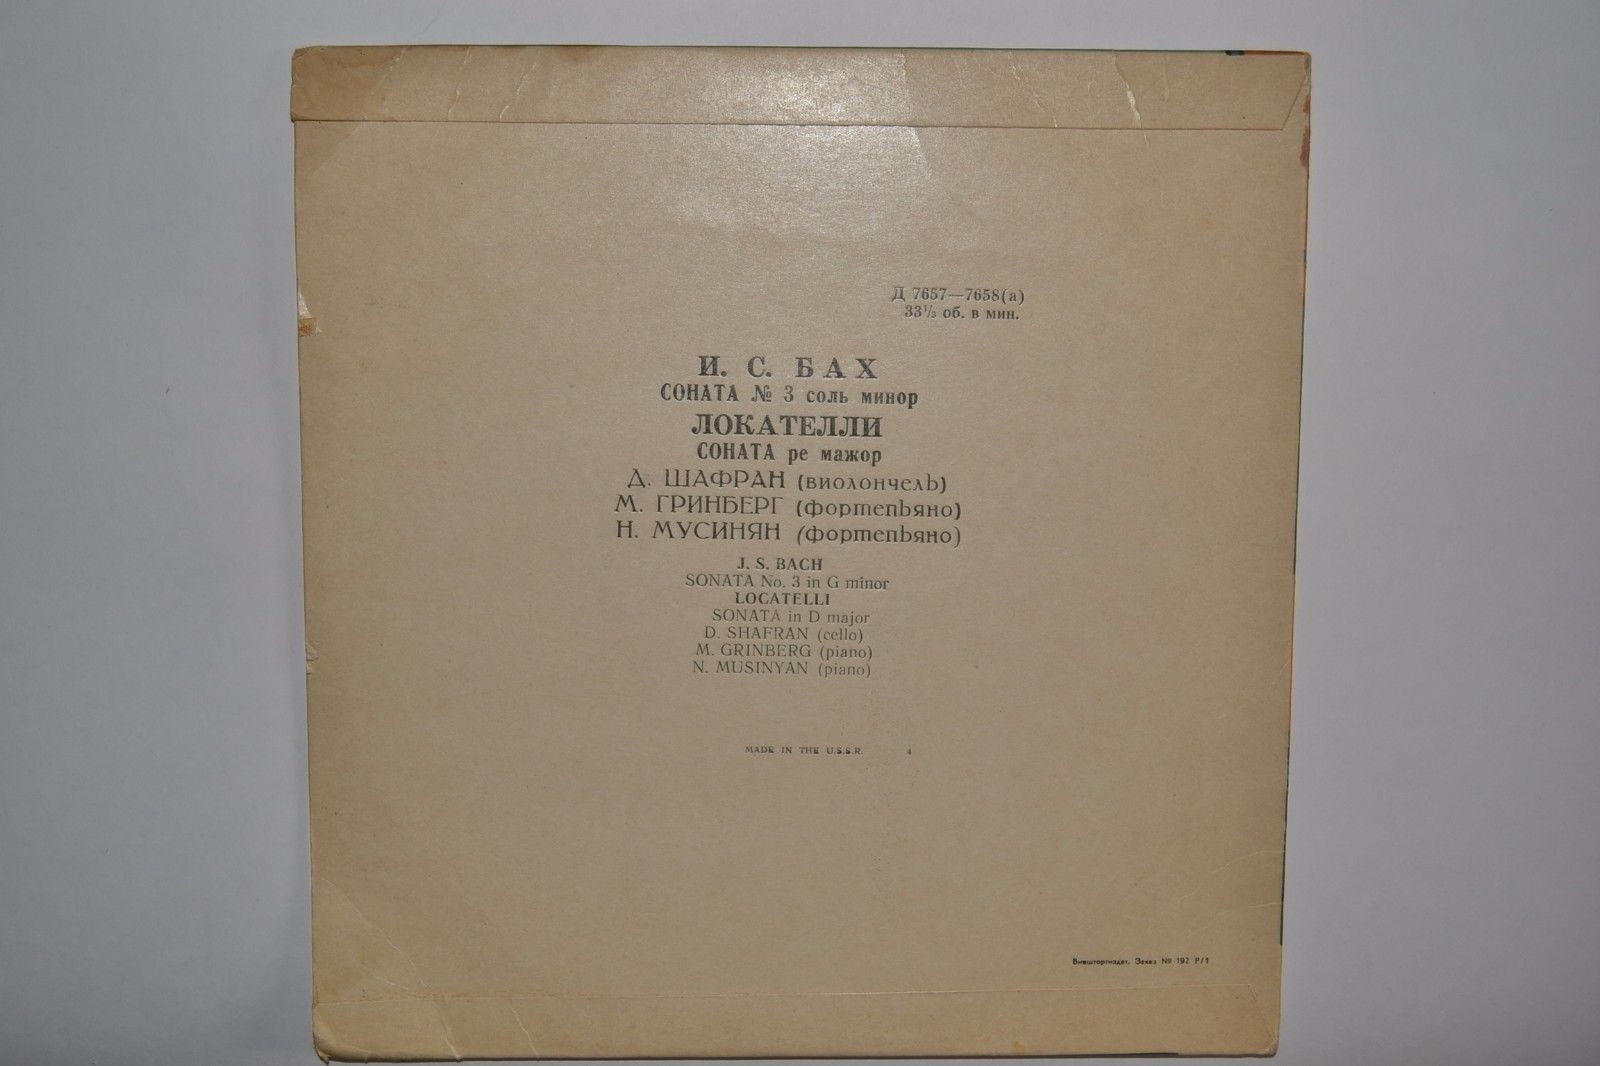 Д 7657—7658(а)
33⅓ об. в мин.
И. С. БАХ
СОНАТА № 3 соль минор
ЛОКАТЕЛЛИ
СОНАТА ре мажор
Д. ШАФРАН (виолончель)
М. ГРИНБЕРГ (фортепьяно)
Н. МУСИНЯН (фортепьяно)
J. S. BACH
SONATA No. 3 in G minor
LOCATELLI
SONATA in D major
D. SHAFRAN (cello)
M. GRINBERG (piano)
N. MUSINYAN (piano)
MADE IN THE U.S.S.R. 4
Внешторгиздат. Заказ № 192 Р/1